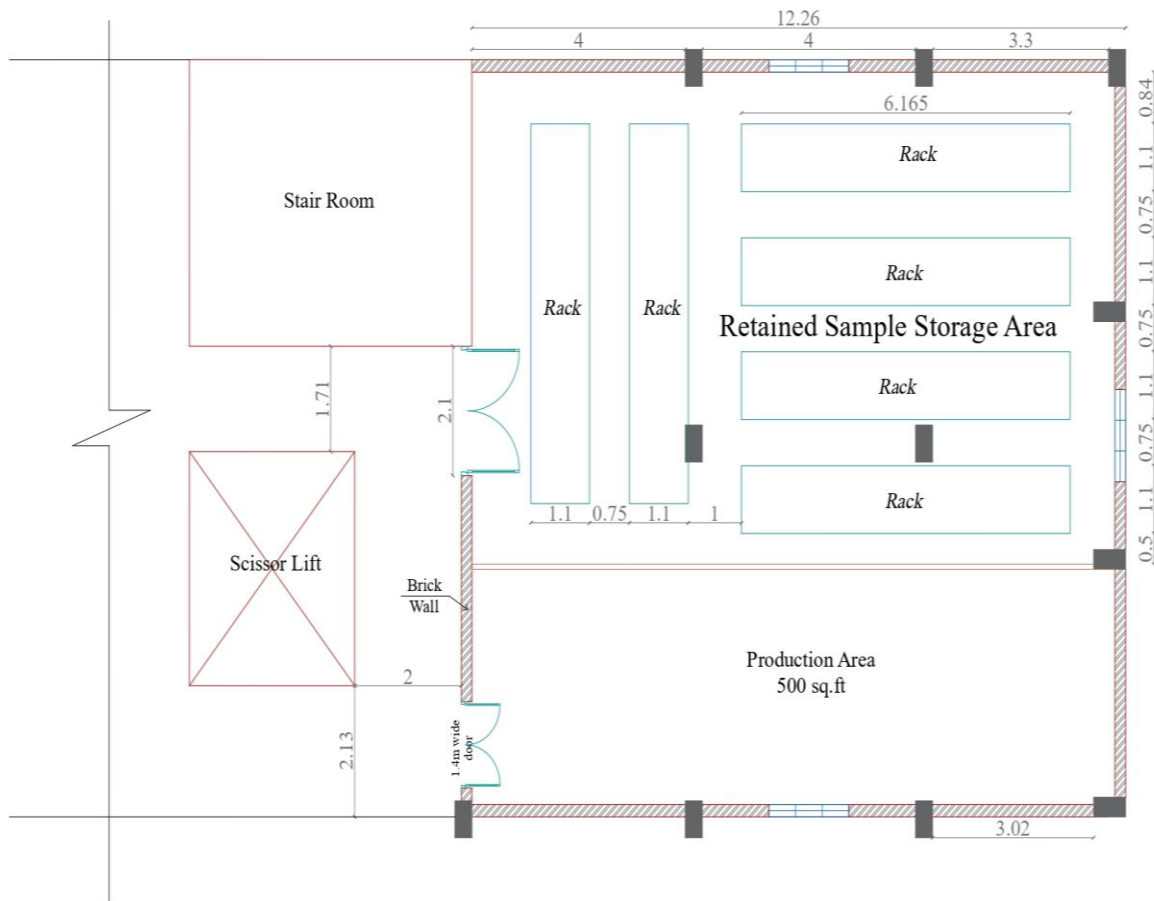 12.26
4
4
3.3
0.84
6.165
Rack
1.1
Stair Room
0.75
Rack
1.1
Rack
Rack
Retained Sample Storage Area
0.75
1.71
2.1
Rack
1.1
0.75
Rack
1.1
1.1
0.75
1.1
1
0.5
Scissor Lift
Brick
Wall
Production Area
500 sq.ft
2
1.4m wide
door
2.13
3.02